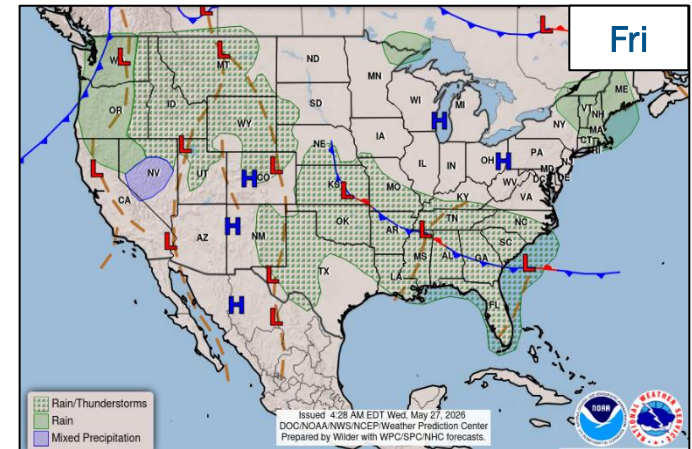 Fri
L
L
L
L
WA
MT
ND
MN
ME
VT
NH
OR
ID
SD
WI
MI
H
NY
MA
CT
RI
WY
IA
PA
NJ
L
NE
IL
IN
OH
H
MD
DE
DC
L
NV
UT
H
CO
L
KS
L
MO
WV
VA
KY
CA
OK
AR
TN
NC
L
AZ
H
NM
MS
AL
GA
SC
L
L
TX
LA
L
H
L
FL
Rain/Thunderstorms
Rain
Mixed Precipitation
Issued 4:28 AM EDT Wed, May 27, 2026
DOC/NOAA/NWS/NCEP/Weather Prediction Center
Prepared by Wilder with WPC/SPC/NHC forecasts.
NOAA
NATIONAL WEATHER SERVICE